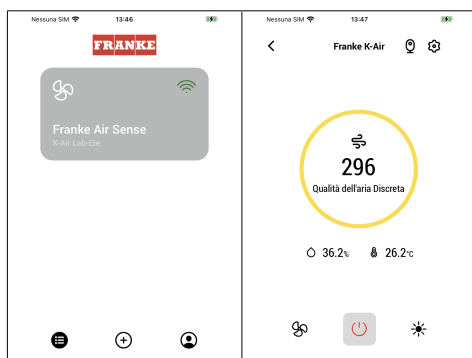 Nessuna SIM 13:46
FRANKE
Franke Air Sense
K-Air Lab-Ele
Nessuna SIM 13:47
Franke K-Air
296
Qualità dell'aria Discreta
36.2% 26.2°C